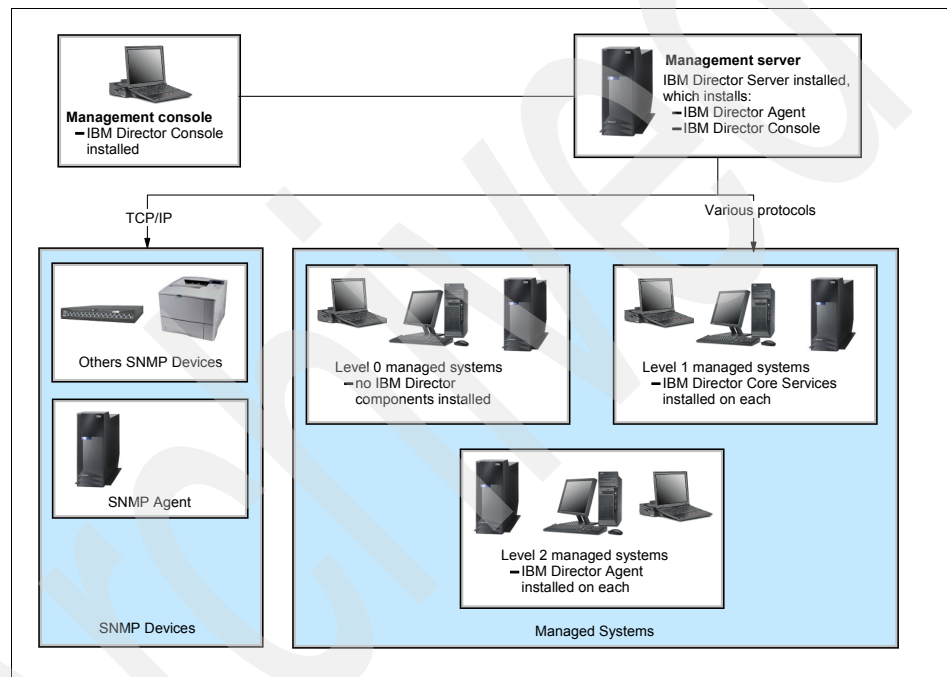 Management console
– IBM Director Console
installed
Management server
IBM Director Server installed,
which installs:
– IBM Director Agent
– IBM Director Console
TCP/IP
Various protocols
Others SNMP Devices
SNMP Agent
SNMP Devices
Level 0 managed systems
– no IBM Director
components installed
Level 1 managed systems
– IBM Director Core Services
installed on each
Level 2 managed systems
– IBM Director Agent
installed on each
Managed Systems